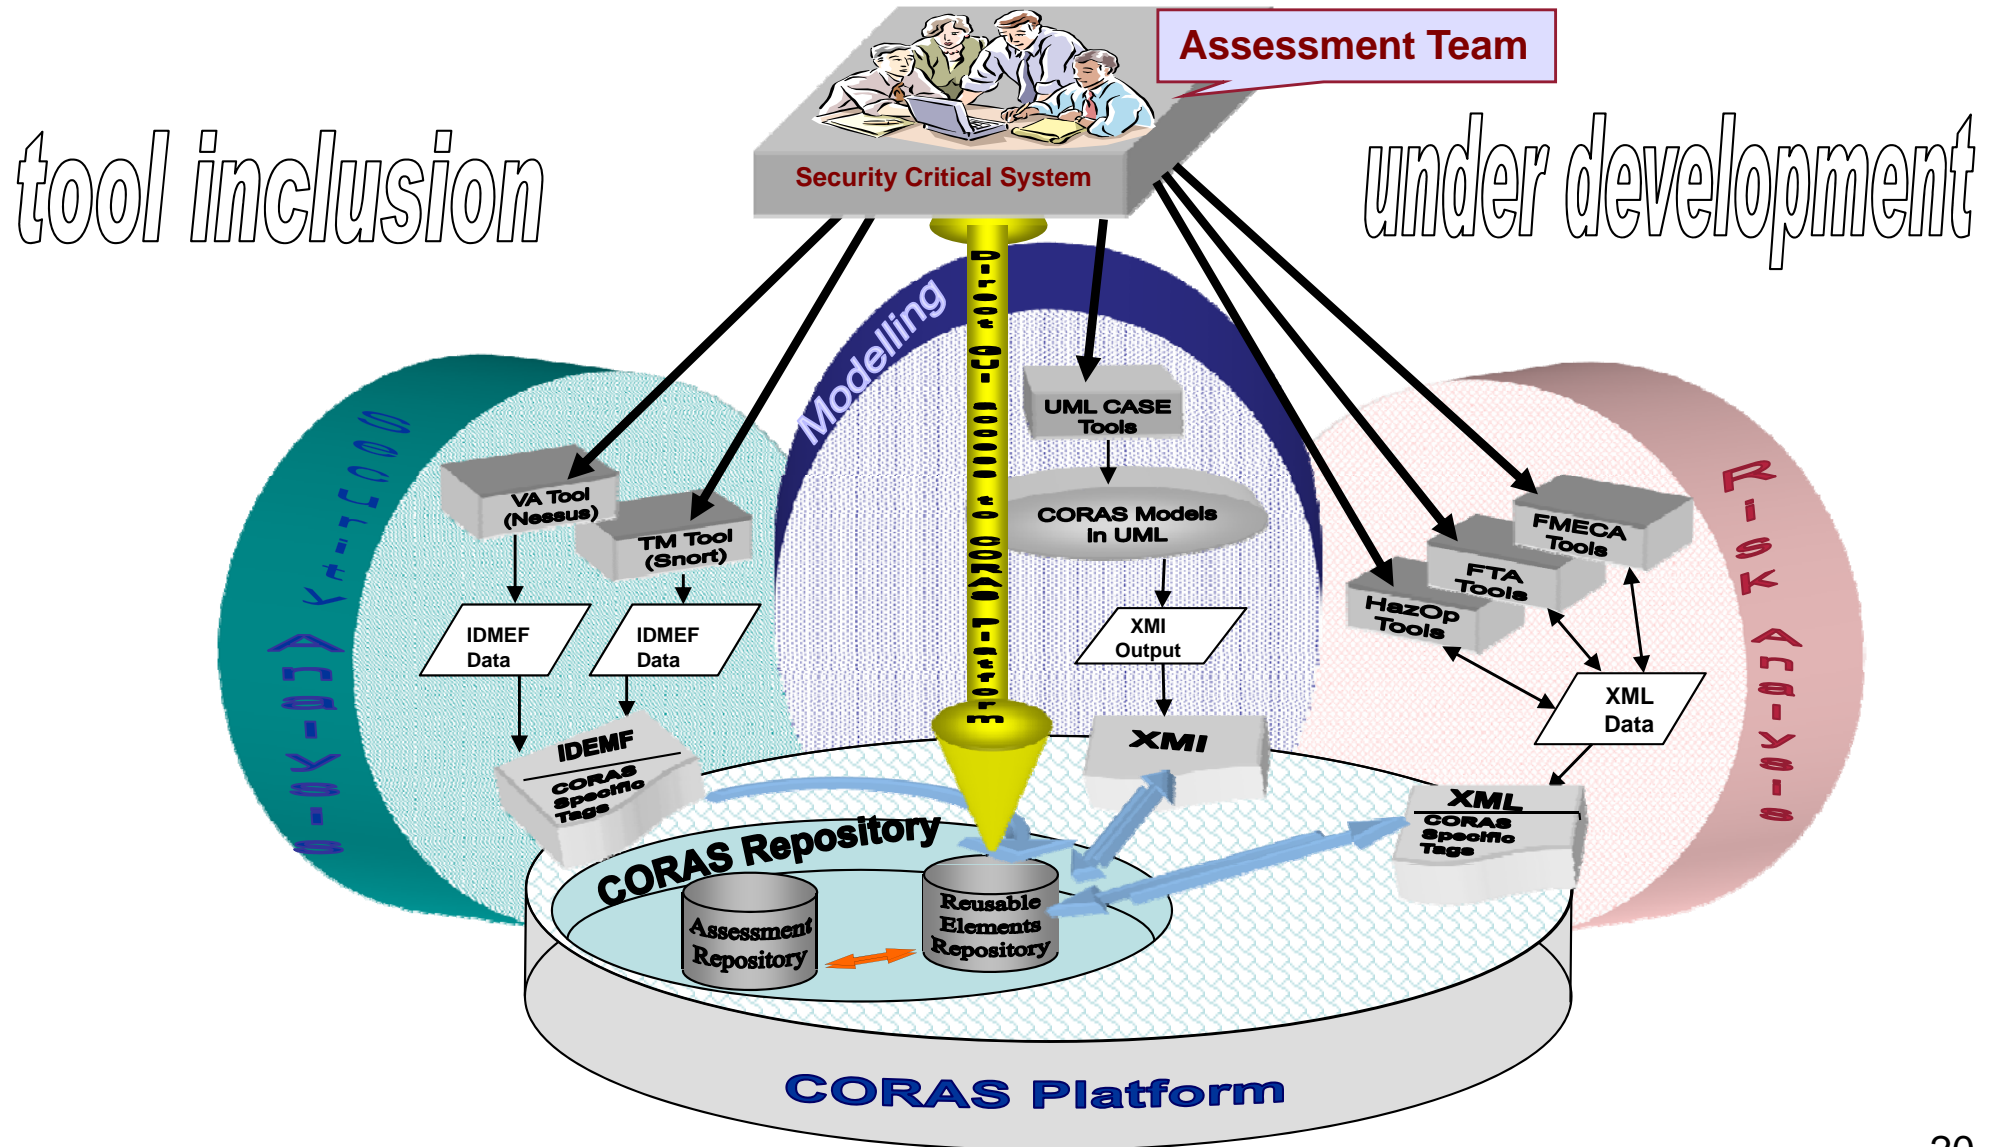 Assessment Team
tool inclusion
under development
Security Critical System
Modelling
Direct GUI access to CORAS Platform
UML CASE
Tools
Security Analysis
Risk Analysis
VA Tool
(Nessus)
TM Tool
(Snort)
CORAS Models
in UML
FMECA
Tools
FTA
Tools
HazOp
Tools
IDMEF
Data
IDMEF
Data
XMI
Output
XML
Data
IDEMF
CORAS
Specific
Tags
XMI
XML
CORAS
Specific
Tags
CORAS Repository
Assessment
Repository
Reusable
Elements
Repository
CORAS Platform